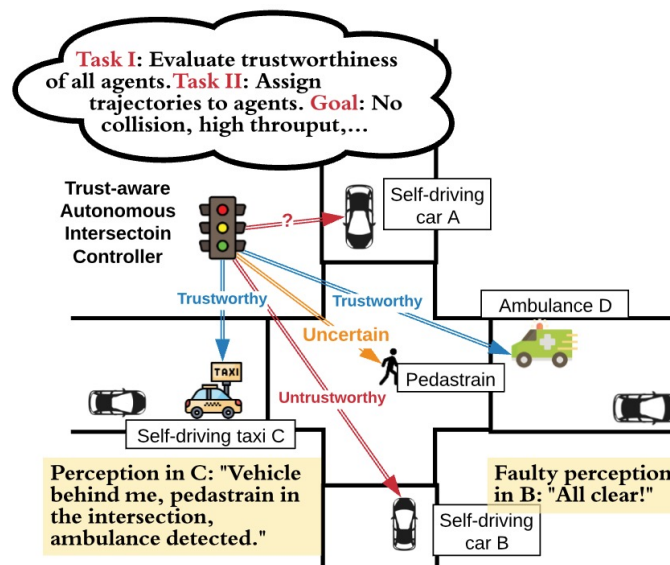 Task I: Evaluate trustworthiness
of all agents.Task II: Assign
trajectories to agents. Goal: No
collision, high throuput,...
Trust-aware
Autonomous
Intersectoin
Controller
?
Self-driving
car A
Trustworthy
Trustworthy
Ambulance D
Uncertain
TAXI
Pedastrain
Untrustworthy
Self-driving taxi C
Perception in C: "Vehicle
behind me, pedastrain in
the intersection,
ambulance detected."
Faulty perception
in B: "All clear!"
Self-driving
car B